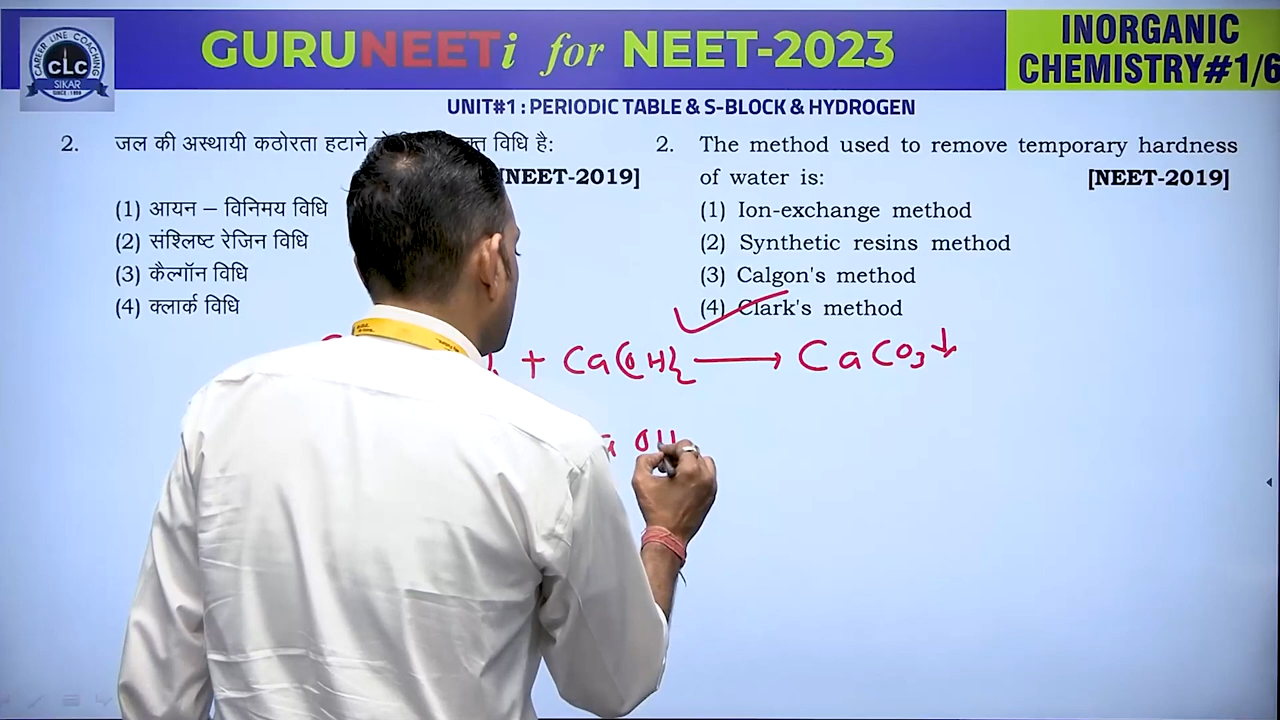 CAREER LINE COACHING
CLC
SIKAR
SINCE : 1996
GURUNEETi for NEET-2023
INORGANIC
CHEMISTRY#1/6
UNIT#1 : PERIODIC TABLE & S-BLOCK & HYDROGEN
2. जल की अस्थायी कठोरता हटाने विधि है:
NEET-2019]
(1) आयन – विनिमय विधि
(2) संश्लिष्ट रेजिन विधि
(3) कैल्गॉन विधि
(4) क्लार्क विधि
2. The method used to remove temporary hardness
of water is: [NEET-2019]
(1) Ion-exchange method
(2) Synthetic resins method
(3) Calgon's method
(4) Clark's method
+ Ca(OH)2 ⟶ CaCO3↓
OH